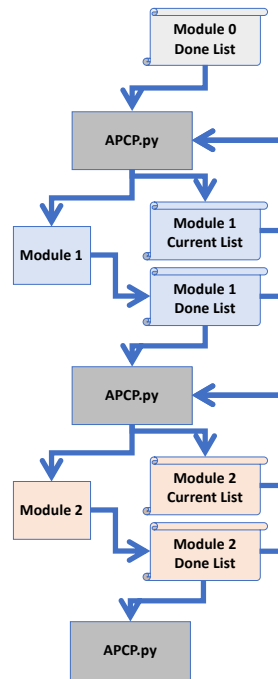 Module 0
Done List
APCP.py
Module 1
Current List
Module 1
Module 1
Done List
APCP.py
Module 2
Current List
Module 2
Module 2
Done List
APCP.py